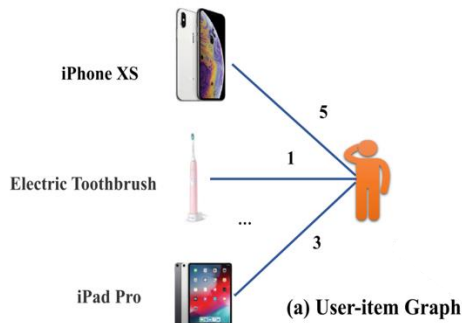 iPhone XS
5
1
Electric Toothbrush
...
3
iPad Pro
(a) User-item Graph